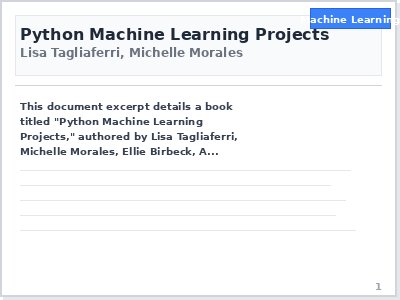 Machine Learning
Python Machine Learning Projects
Lisa Tagliaferri, Michelle Morales
This document excerpt details a book
titled "Python Machine Learning
Projects," authored by Lisa Tagliaferri,
Michelle Morales, Ellie Birbeck, A...
1